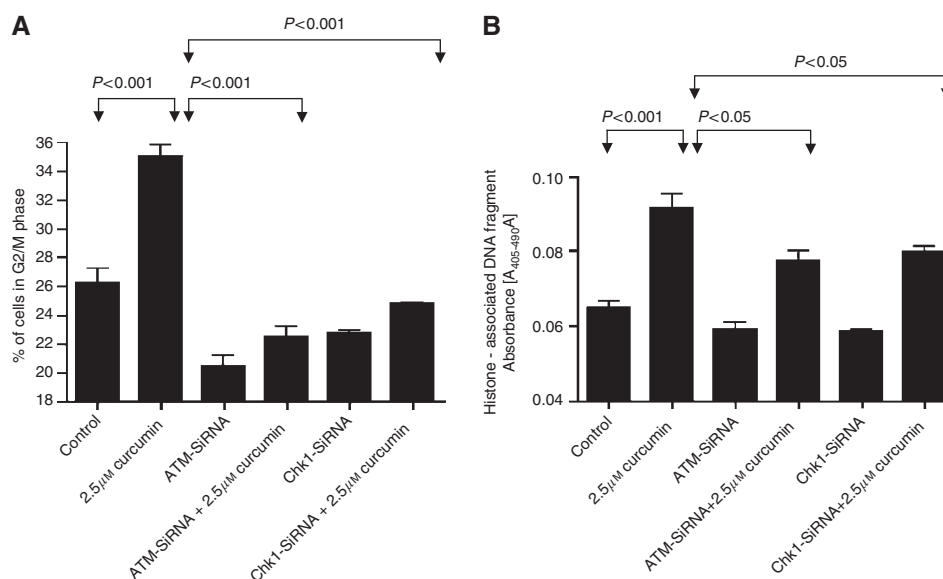 A
P<0.001
P<0.001
P<0.001
% of cells in G2/M phase
36
34
32
30
28
26
24
22
20
18
Control
2.5μM curcumin
ATM-SiRNA
ATM-SiRNA + 2.5μM curcumin
Chk1-SiRNA
Chk1-SiRNA + 2.5μM curcumin
B
P<0.05
P<0.001
P<0.05
Histone - associated DNA fragment
Absorbance [A405-490A]
0.10
0.08
0.06
0.04
Control
2.5μM curcumin
ATM-SiRNA
ATM-SiRNA+2.5μM curcumin
Chk1-SiRNA
Chk1-SiRNA+2.5μM curcumin